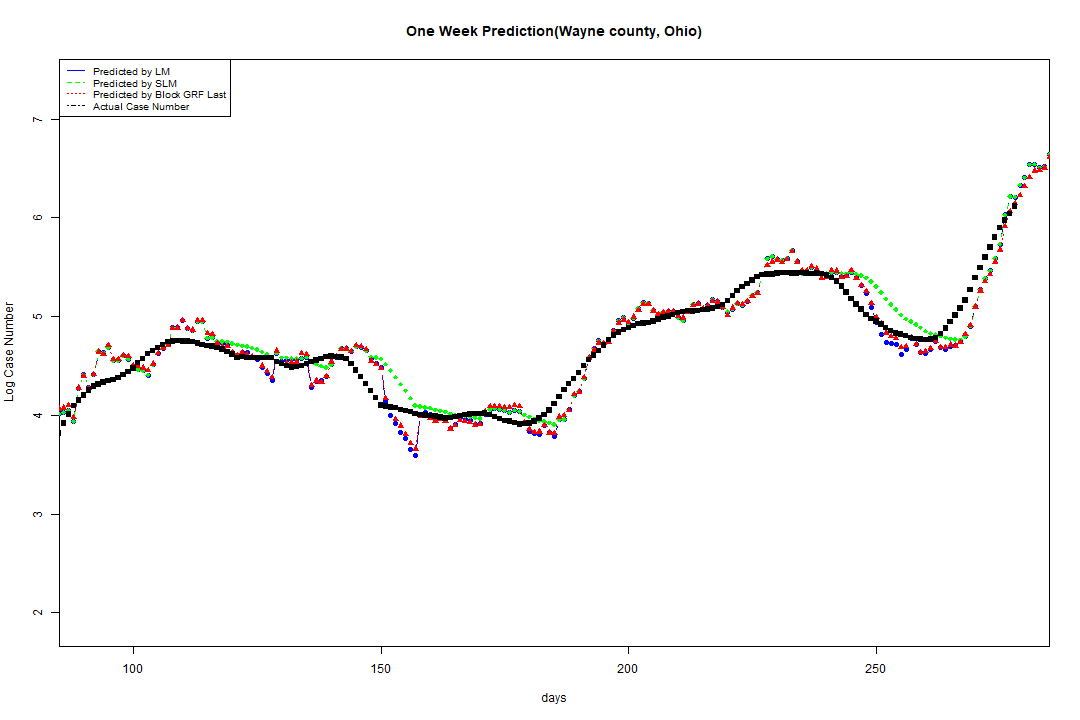 One Week Prediction(Wayne county, Ohio)
Predicted by LM
Predicted by SLM
Predicted by Block GRF Last
Actual Case Number
Log Case Number
7
6
5
4
3
2
100
150
200
250
days